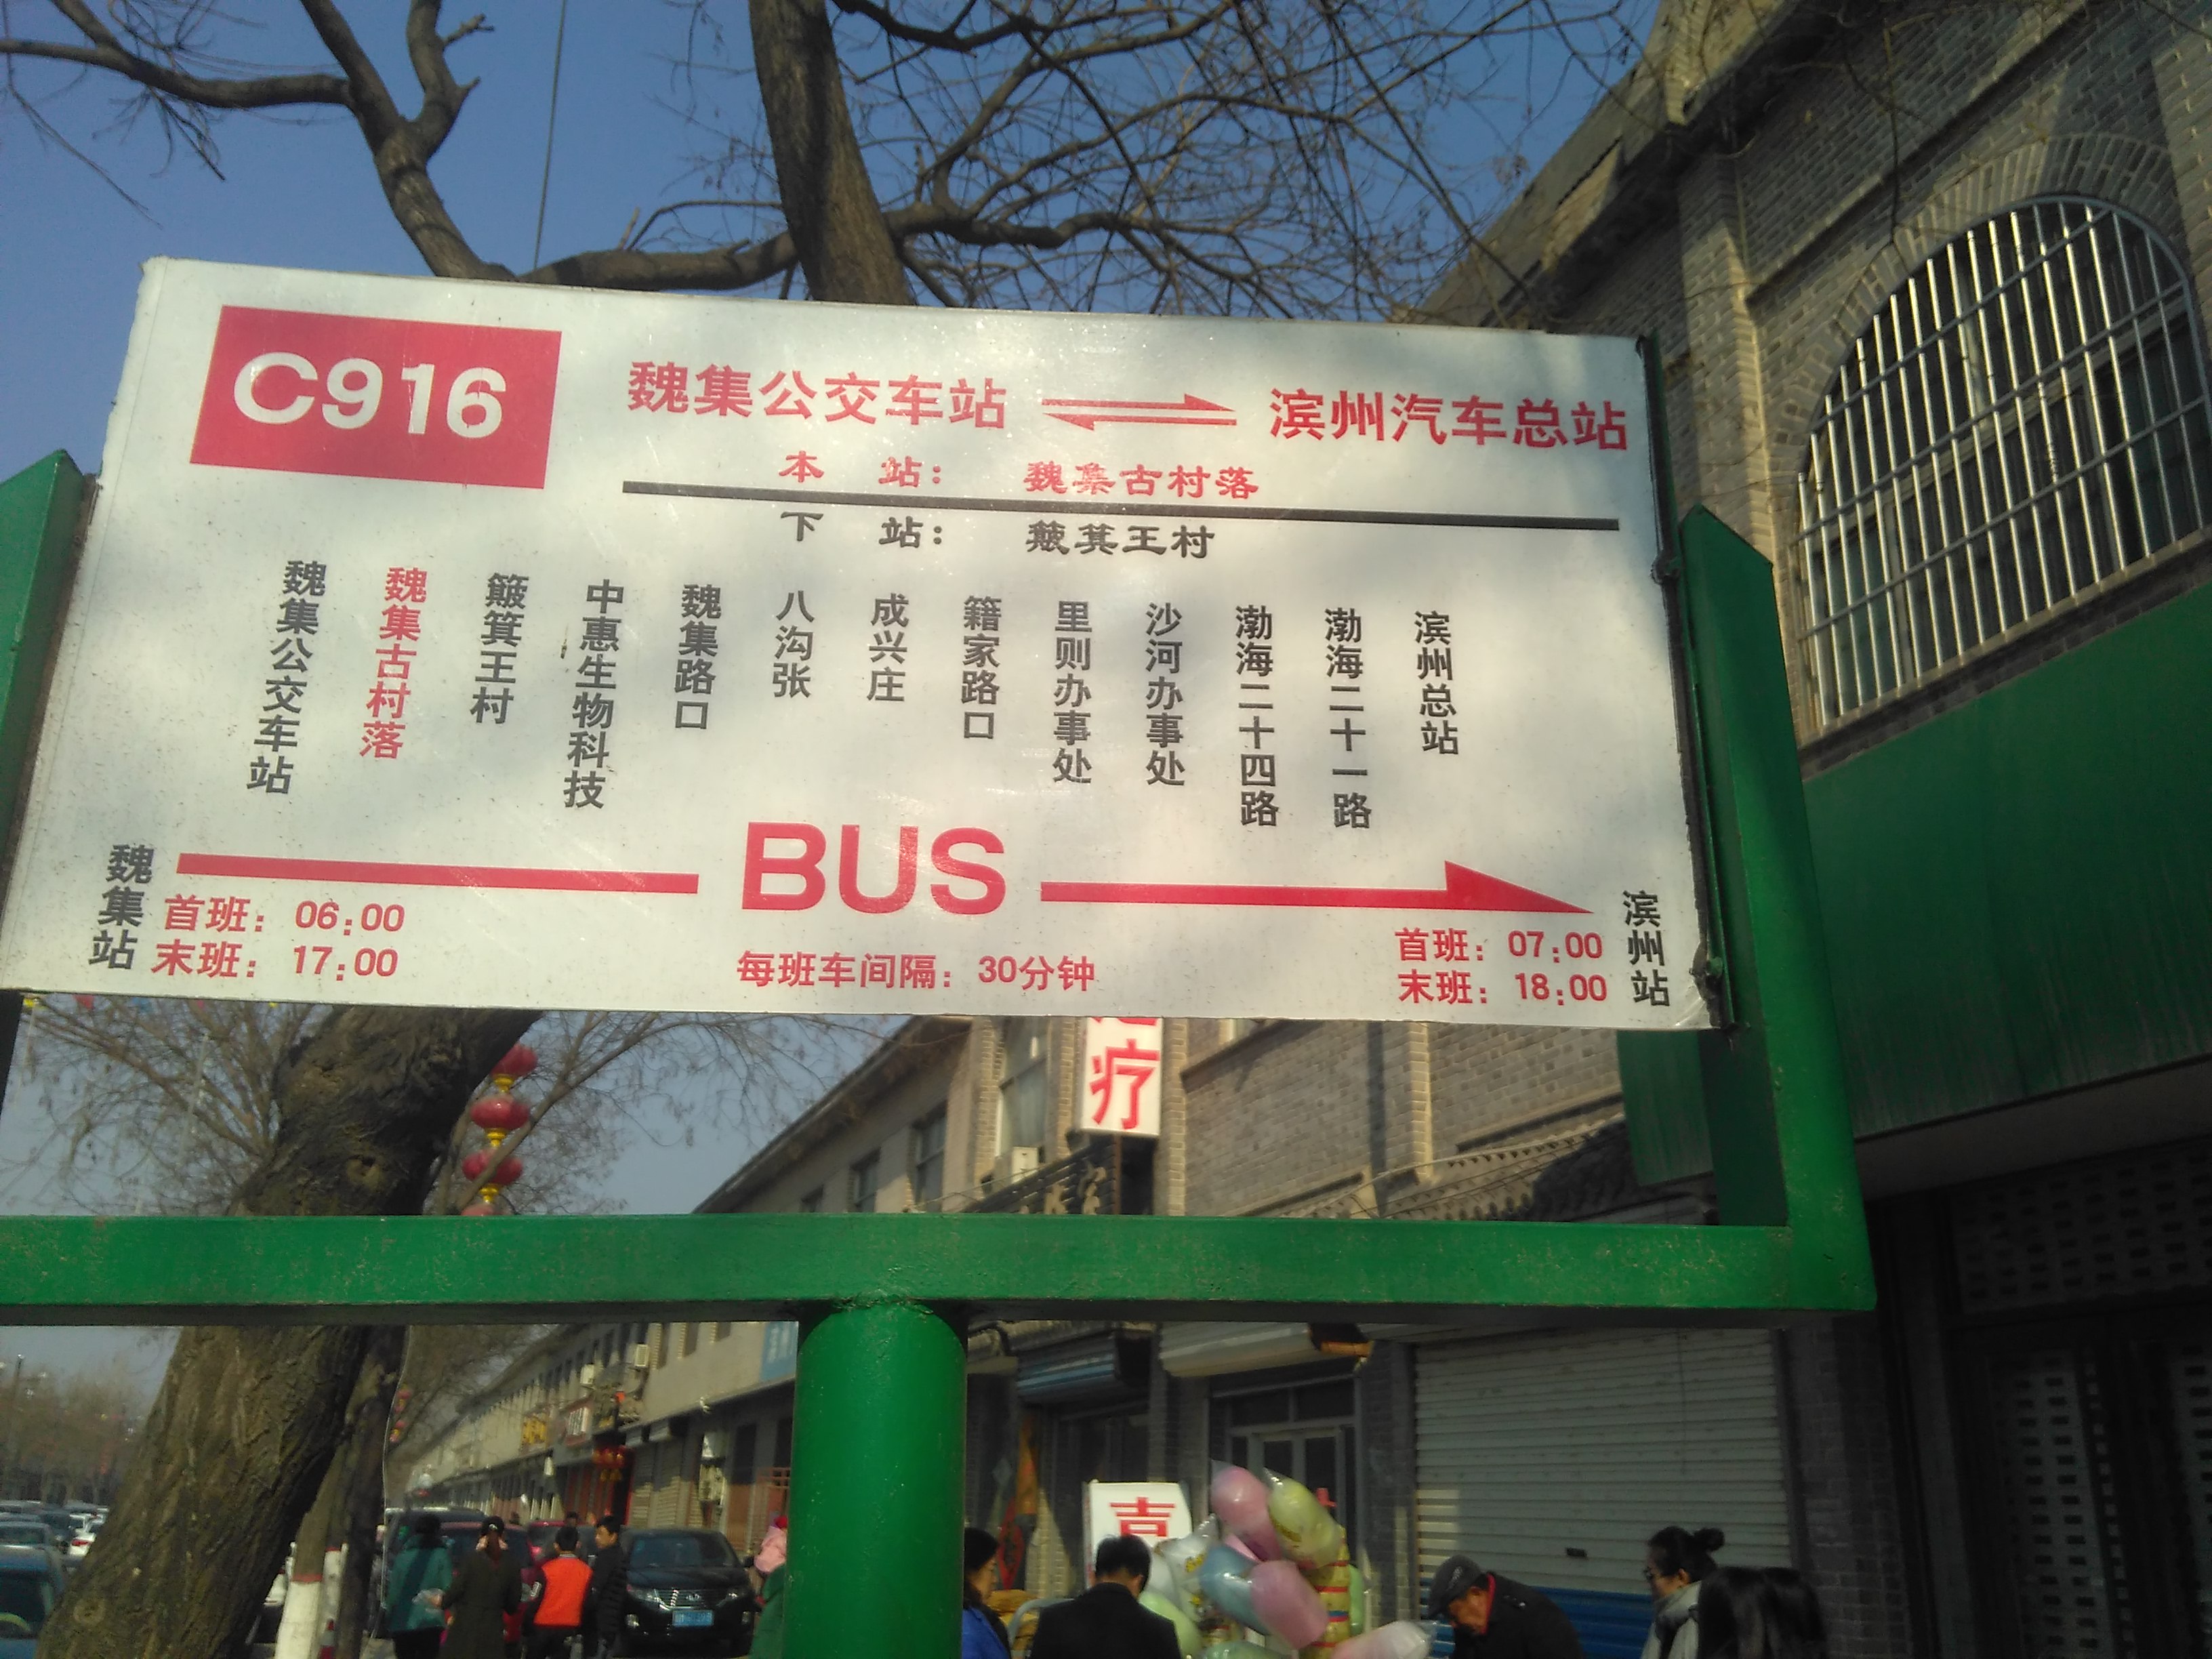 C916
魏集公交车站
滨州汽车总站
本 站： 魏集古村落
下 站： 簸箕王村
魏集公交车站
魏集古村落
簸箕王村
中惠生物科技
魏集路口
八沟张
成兴庄
籍家路口
里则办事处
沙河办事处
渤海二十四路
渤海二十一路
滨州总站
魏集站
首班：06:00
末班：17:00
BUS
每班车间隔：30分钟
首班：07:00
末班：18:00
滨州站
疗